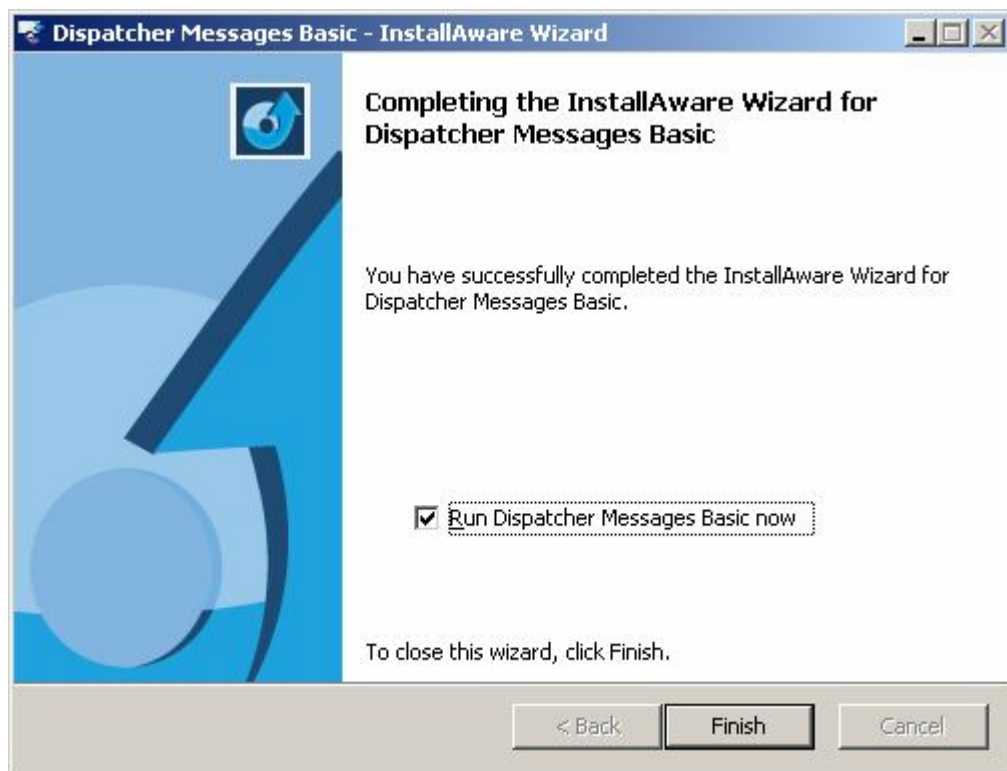 Dispatcher Messages Basic - InstallAware Wizard
Completing the InstallAware Wizard for
Dispatcher Messages Basic
You have successfully completed the InstallAware Wizard for
Dispatcher Messages Basic.
Run Dispatcher Messages Basic now
To close this wizard, click Finish.
< Back Finish Cancel